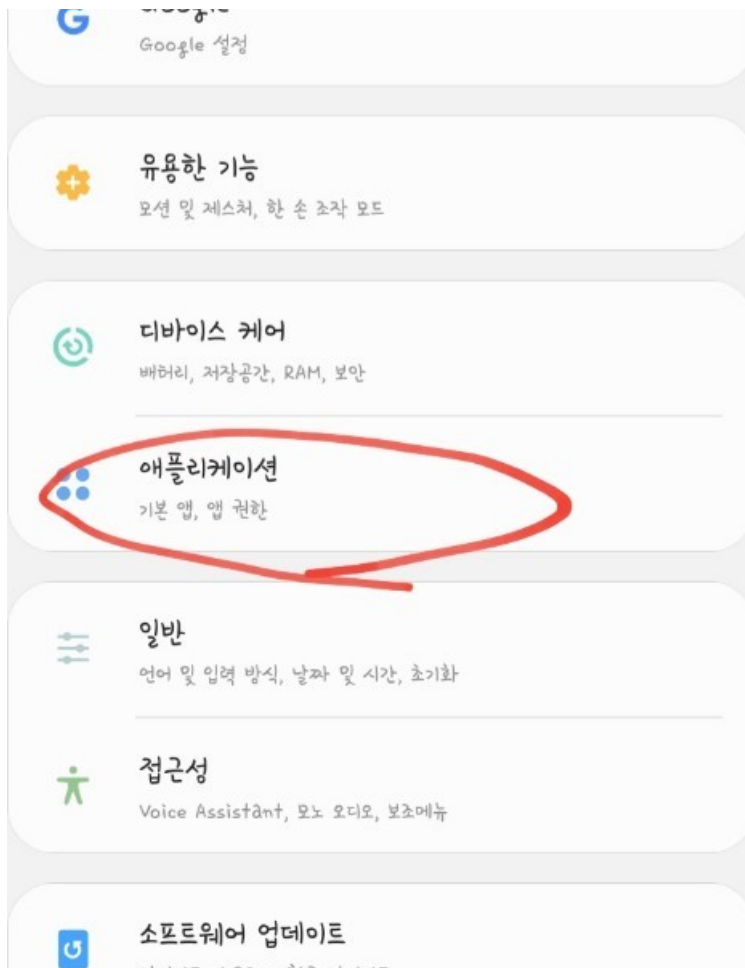 Google 설정
유용한 기능
모션 및 제스처, 한 손 조작 모드
디바이스 케어
배터리, 저장공간, RAM, 보안
애플리케이션
기본 앱, 앱 권한
일반
언어 및 입력 방식, 날짜 및 시간, 초기화
접근성
Voice Assistant, 모노 오디오, 보조메뉴
소프트웨어 업데이트